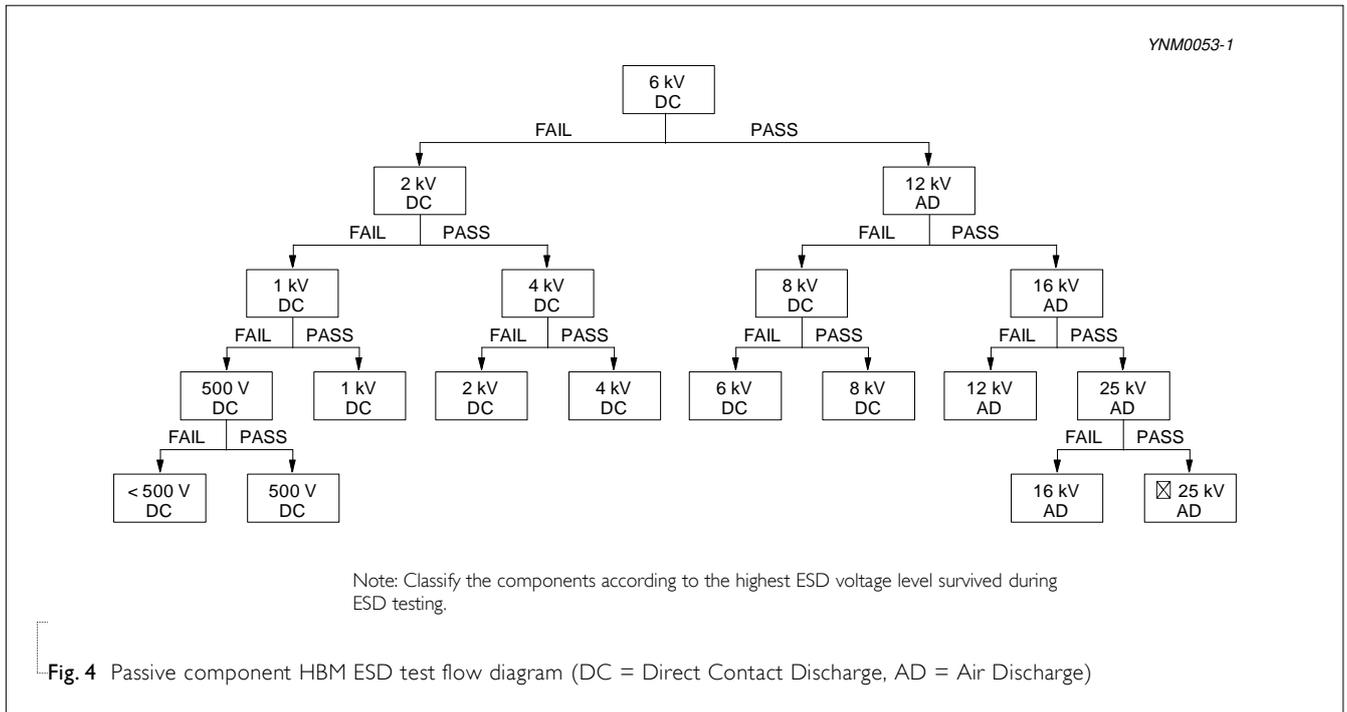 YNM0053-1
6 kV
DC
FAIL PASS
2 kV
DC
12 kV
AD
FAIL PASS
FAIL PASS
1 kV
DC
4 kV
DC
8 kV
DC
16 kV
AD
FAIL PASS
FAIL PASS
FAIL PASS
FAIL PASS
500 V
DC
1 kV
DC
2 kV
DC
4 kV
DC
6 kV
DC
8 kV
DC
12 kV
AD
25 kV
AD
FAIL PASS
FAIL PASS
< 500 V
DC
500 V
DC
16 kV
AD
25 kV
AD
Note: Classify the components according to the highest ESD voltage level survived during
ESD testing.
Fig. 4 Passive component HBM ESD test flow diagram (DC = Direct Contact Discharge, AD = Air Discharge)